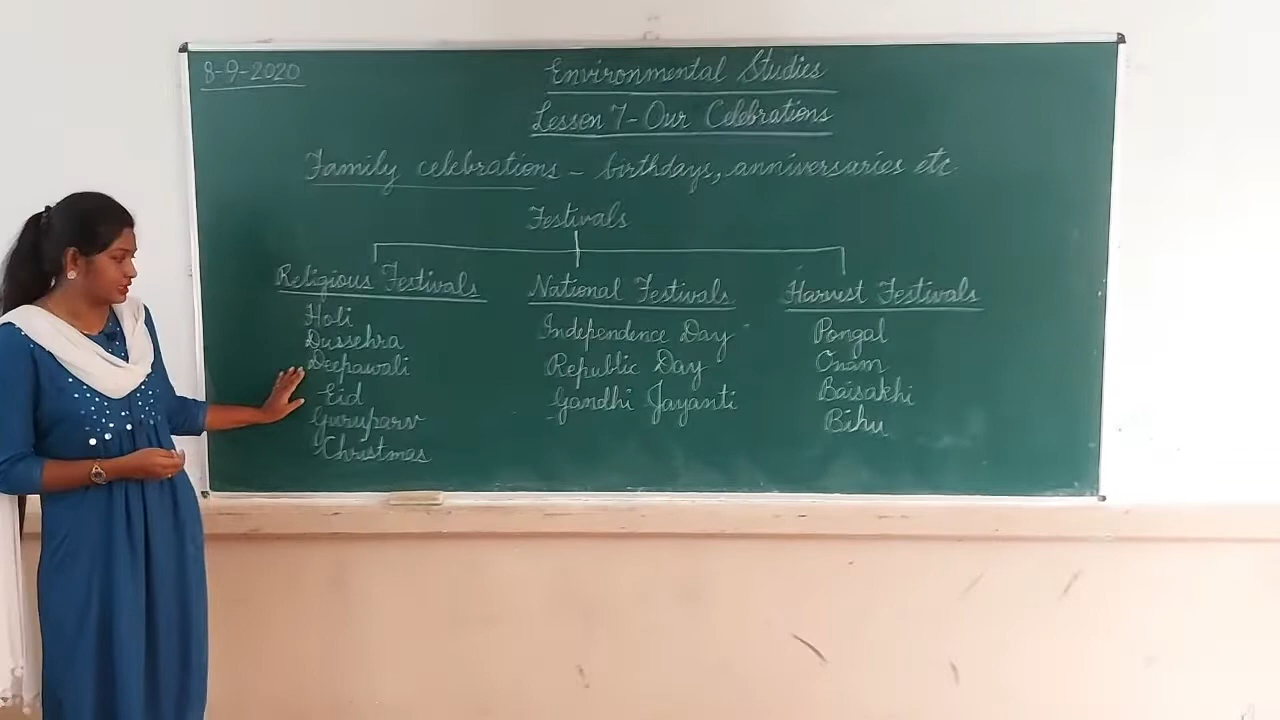 8-9-2020
Environmental Studies
Lesson 7- Our Celebrations
Family celebrations - birthdays, anniversaries etc
Festivals
Religious Festivals
Holi
Dussehra
Deepawali
Eid
Guruparv
Christmas
National Festivals
Independence Day
Republic Day
Gandhi Jayanti
Harvest Festivals
Pongal
Onam
Baisakhi
Bihu